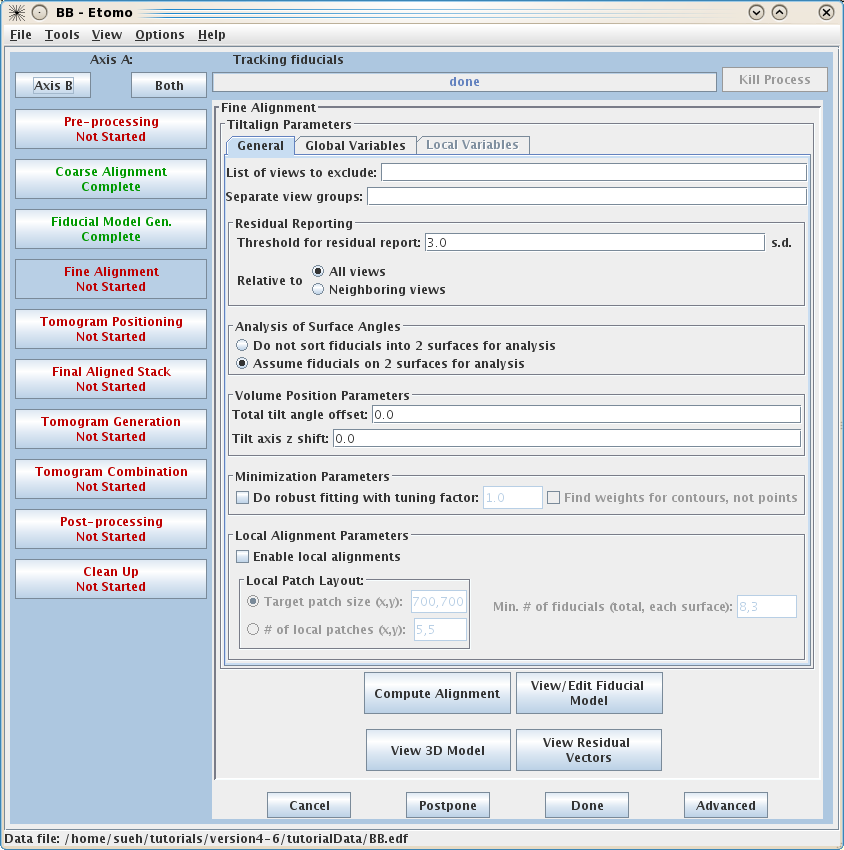 BB - Etomo
File Tools View Options Help
Axis A: Tracking fiducials
Axis B Both done Kill Process
Pre-processing
Not Started
Coarse Alignment
Complete
Fiducial Model Gen.
Complete
Fine Alignment
Not Started
Tomogram Positioning
Not Started
Final Aligned Stack
Not Started
Tomogram Generation
Not Started
Tomogram Combination
Not Started
Post-processing
Not Started
Clean Up
Not Started
Fine Alignment
Tiltalign Parameters
General Global Variables Local Variables
List of views to exclude:
Separate view groups:
Residual Reporting
Threshold for residual report: 3.0 s.d.
Relative to
All views
Neighboring views
Analysis of Surface Angles
Do not sort fiducials into 2 surfaces for analysis
Assume fiducials on 2 surfaces for analysis
Volume Position Parameters
Total tilt angle offset: 0.0
Tilt axis z shift: 0.0
Minimization Parameters
Do robust fitting with tuning factor: 1.0 Find weights for contours, not points
Local Alignment Parameters
Enable local alignments
Local Patch Layout:
Target patch size (x,y): 700,700
# of local patches (x,y): 5,5
Min. # of fiducials (total, each surface): 8,3
Compute Alignment
View/Edit Fiducial
Model
View 3D Model
View Residual
Vectors
Cancel Postpone Done Advanced
Data file: /home/sueh/tutorials/version4-6/tutorialData/BB.edf